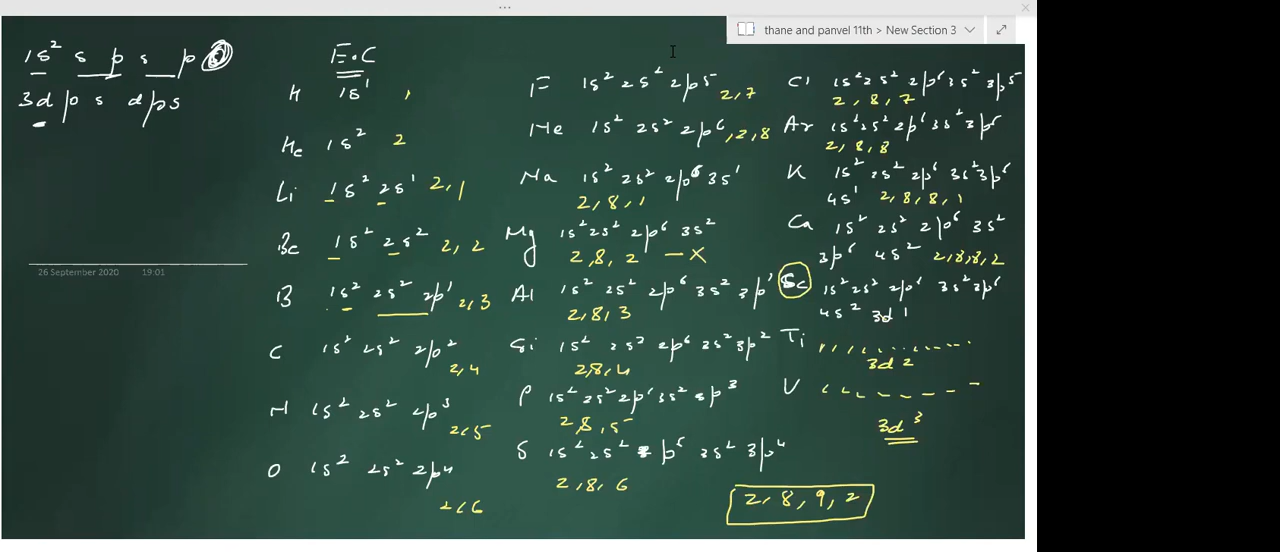 thane and panvel 11th > New Section 3
1s² s p s p
3d p s d p s
E.C
H 1s¹ 1
He 1s² 2
Li 1s² 2s¹ 2,1
Be 1s² 2s² 2,2
B 1s² 2s² 2p¹ 2,3
C 1s² 2s² 2p² 2,4
N 1s² 2s² 2p³ 2,5
O 1s² 2s² 2p⁴ 2,6
26 September 2020 19:01
F 1s² 2s² 2p⁵ 2,7
Ne 1s² 2s² 2p⁶, 2,8
Na 1s² 2s² 2p⁶ 3s¹
2,8,1
Mg 1s² 2s² 2p⁶ 3s²
2,8,2 — X
Al 1s² 2s² 2p⁶ 3s² 3p¹
2,8,3
Si 1s² 2s² 2p⁶ 3s² 3p²
2,8,4
P 1s² 2s² 2p⁶ 3s² 3p³
2,8,5
S 1s² 2s² p⁶ 3s² 3p⁴
2,8,6
Cl 1s² 2s² 2p⁶ 3s² 3p⁵
2,8,7
Ar 1s² 2s² 2p⁶ 3s² 3p⁶
2,8,8
K 1s² 2s² 2p⁶ 3s² 3p⁶
4s¹ 2,8,8,1
Ca 1s² 2s² 2p⁶ 3s²
3p⁶ 4s² 2,8,8,2
Sc 1s² 2s² 2p⁶ 3s² 3p⁶
4s² 3d¹
Ti
3d 2
V
3d³
2,8,9,2